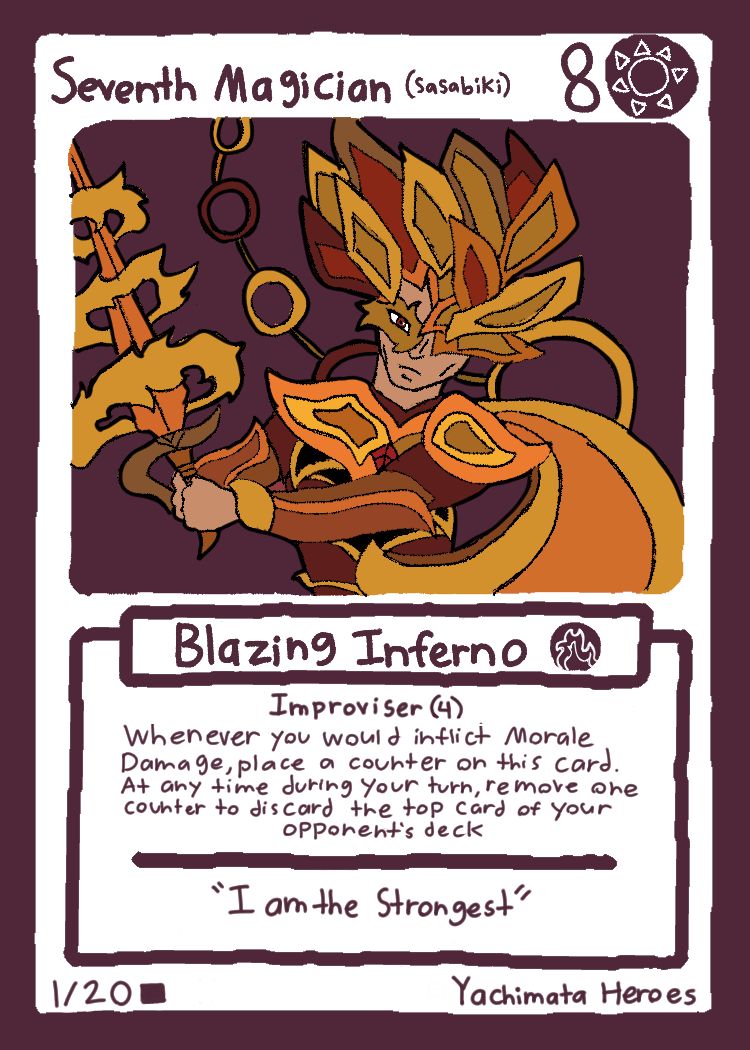 Seventh Magician (Sasabiki) 8
Blazing Inferno
Improviser (4)
Whenever you would inflict Morale
Damage, place a counter on this card.
At any time during your turn, remove one
counter to discard the top card of your
opponent's deck
"I am the Strongest"
1/20
Yachimata Heroes